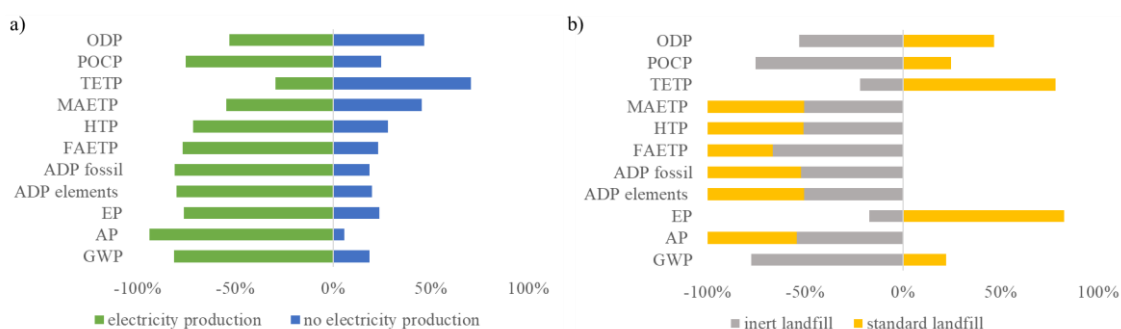 a)
ODP
POCP
TETP
MAETP
HTP
FAETP
ADP fossil
ADP elements
EP
AP
GWP
-100% -50% 0% 50% 100%
electricity production no electricity production
b)
ODP
POCP
TETP
MAETP
HTP
FAETP
ADP fossil
ADP elements
EP
AP
GWP
-100% -50% 0% 50% 100%
inert landfill standard landfill